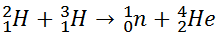 ²₁H + ³₁H → ¹₀n + ⁴₂He